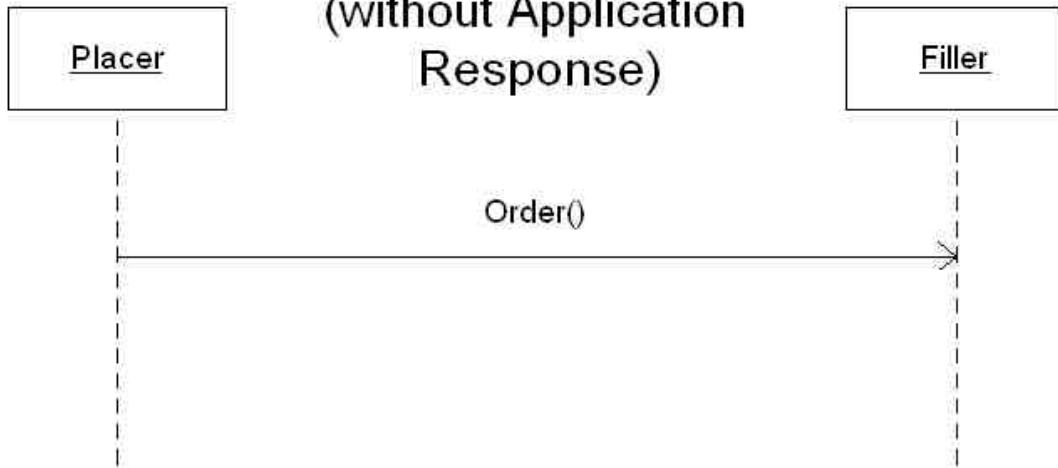 (without Application
Response)
Placer
Filler
Order()